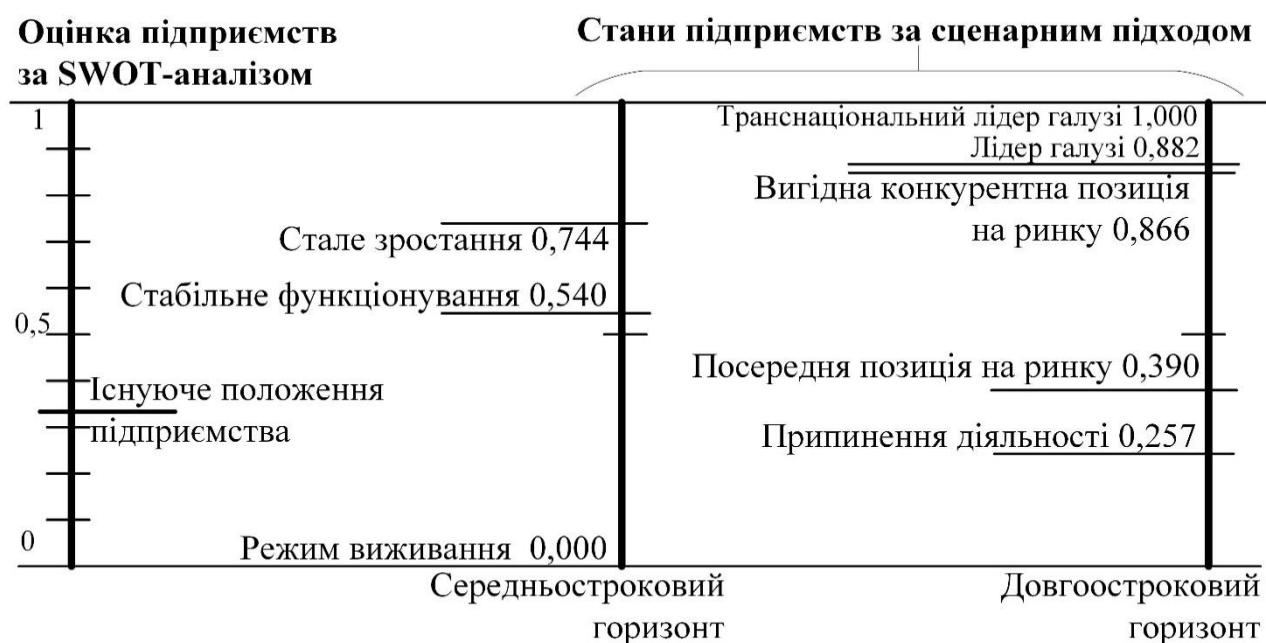 Оцінка підприємств
за SWOT-аналізом
Стани підприємств за сценарним підходом
1
Транснаціональний лідер галузі 1,000
Лідер галузі 0,882
Вигідна конкурентна позиція
на ринку 0,866
Стале зростання 0,744
Стабільне функціонування 0,540
0,5
Посередня позиція на ринку 0,390
Існуюче положення
підприємства
Припинення діяльності 0,257
0
Режим виживання 0,000
Середньостроковий
горизонт
Довгоостроковий
горизонт